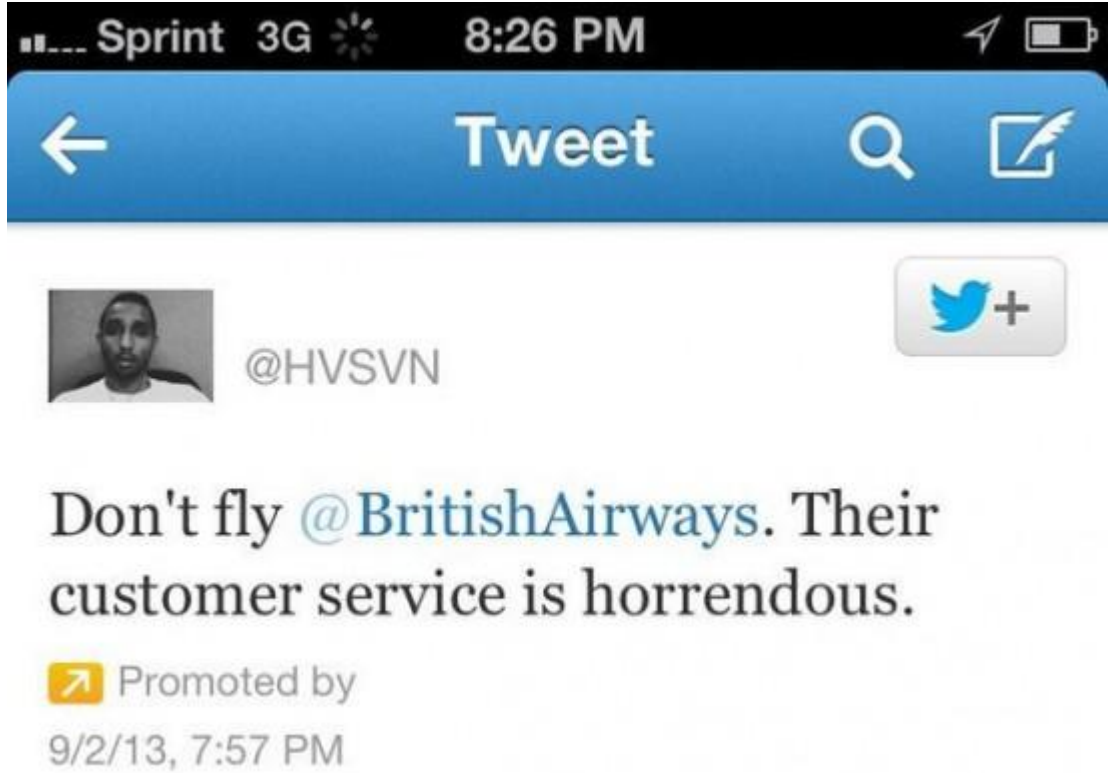 Sprint 3G 8:26 PM
Tweet
@HVSVN
+
Don't fly @BritishAirways. Their
customer service is horrendous.
Promoted by
9/2/13, 7:57 PM